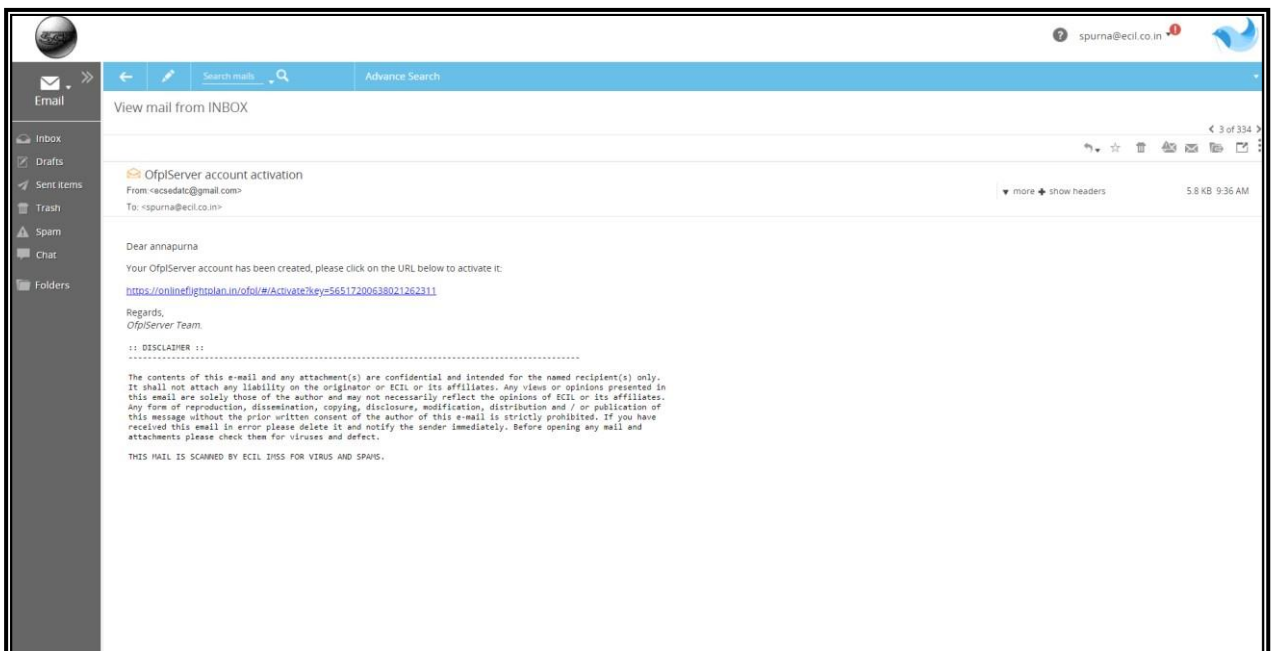 spurna@ecil.co.in
Email
Search mails
Advance Search
View mail from INBOX
3 of 334
Inbox
Drafts
Sent items
Trash
Spam
Chat
Folders
OfplServer account activation
From:<ecsedatc@gmail.com>
more show headers
5.8 KB 9:36 AM
To: <spurna@ecil.co.in>
Dear annapurna
Your OfplServer account has been created, please click on the URL below to activate it:
https://onlineflightplan.in/ofpl/#/Activate?key=56517200638021262311
Regards,
OfplServer Team.
:: DISCLAIMER ::
-----------------------------------------------------------------------------------------------
The contents of this e-mail and any attachment(s) are confidential and intended for the named recipient(s) only.
It shall not attach any liability on the originator or ECIL or its affiliates. Any views or opinions presented in
this email are solely those of the author and may not necessarily reflect the opinions of ECIL or its affiliates.
Any form of reproduction, dissemination, copying, disclosure, modification, distribution and / or publication of
this message without the prior written consent of the author of this e-mail is strictly prohibited. If you have
received this email in error please delete it and notify the sender immediately. Before opening any mail and
attachments please check them for viruses and defect.
THIS MAIL IS SCANNED BY ECIL IMSS FOR VIRUS AND SPAMS.